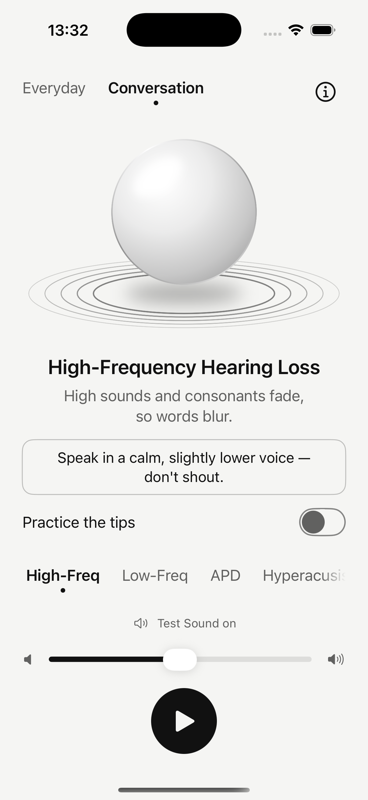 13:32
Everyday
Conversation
High-Frequency Hearing Loss
High sounds and consonants fade,
so words blur.
Speak in a calm, slightly lower voice —
don't shout.
Practice the tips
High-Freq
Low-Freq
APD
Hyperacusis
Test Sound on